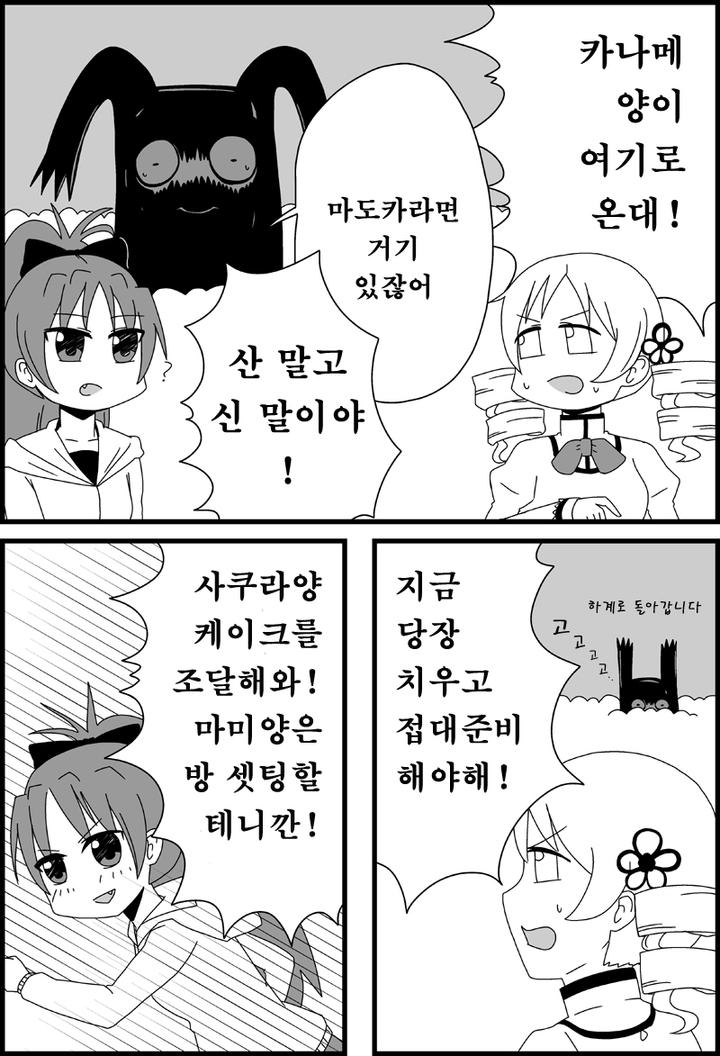 카나메
양이
여기로
온대!
마도카라면
거기
있잖어
산 말고
신 말이야
!
지금
당장
치우고
접대준비
해야해!
하계로 돌아갑니다
고
고
고
고..
사쿠라양
케이크를
조달해와!
마미양은
방 셋팅할
테니깐!